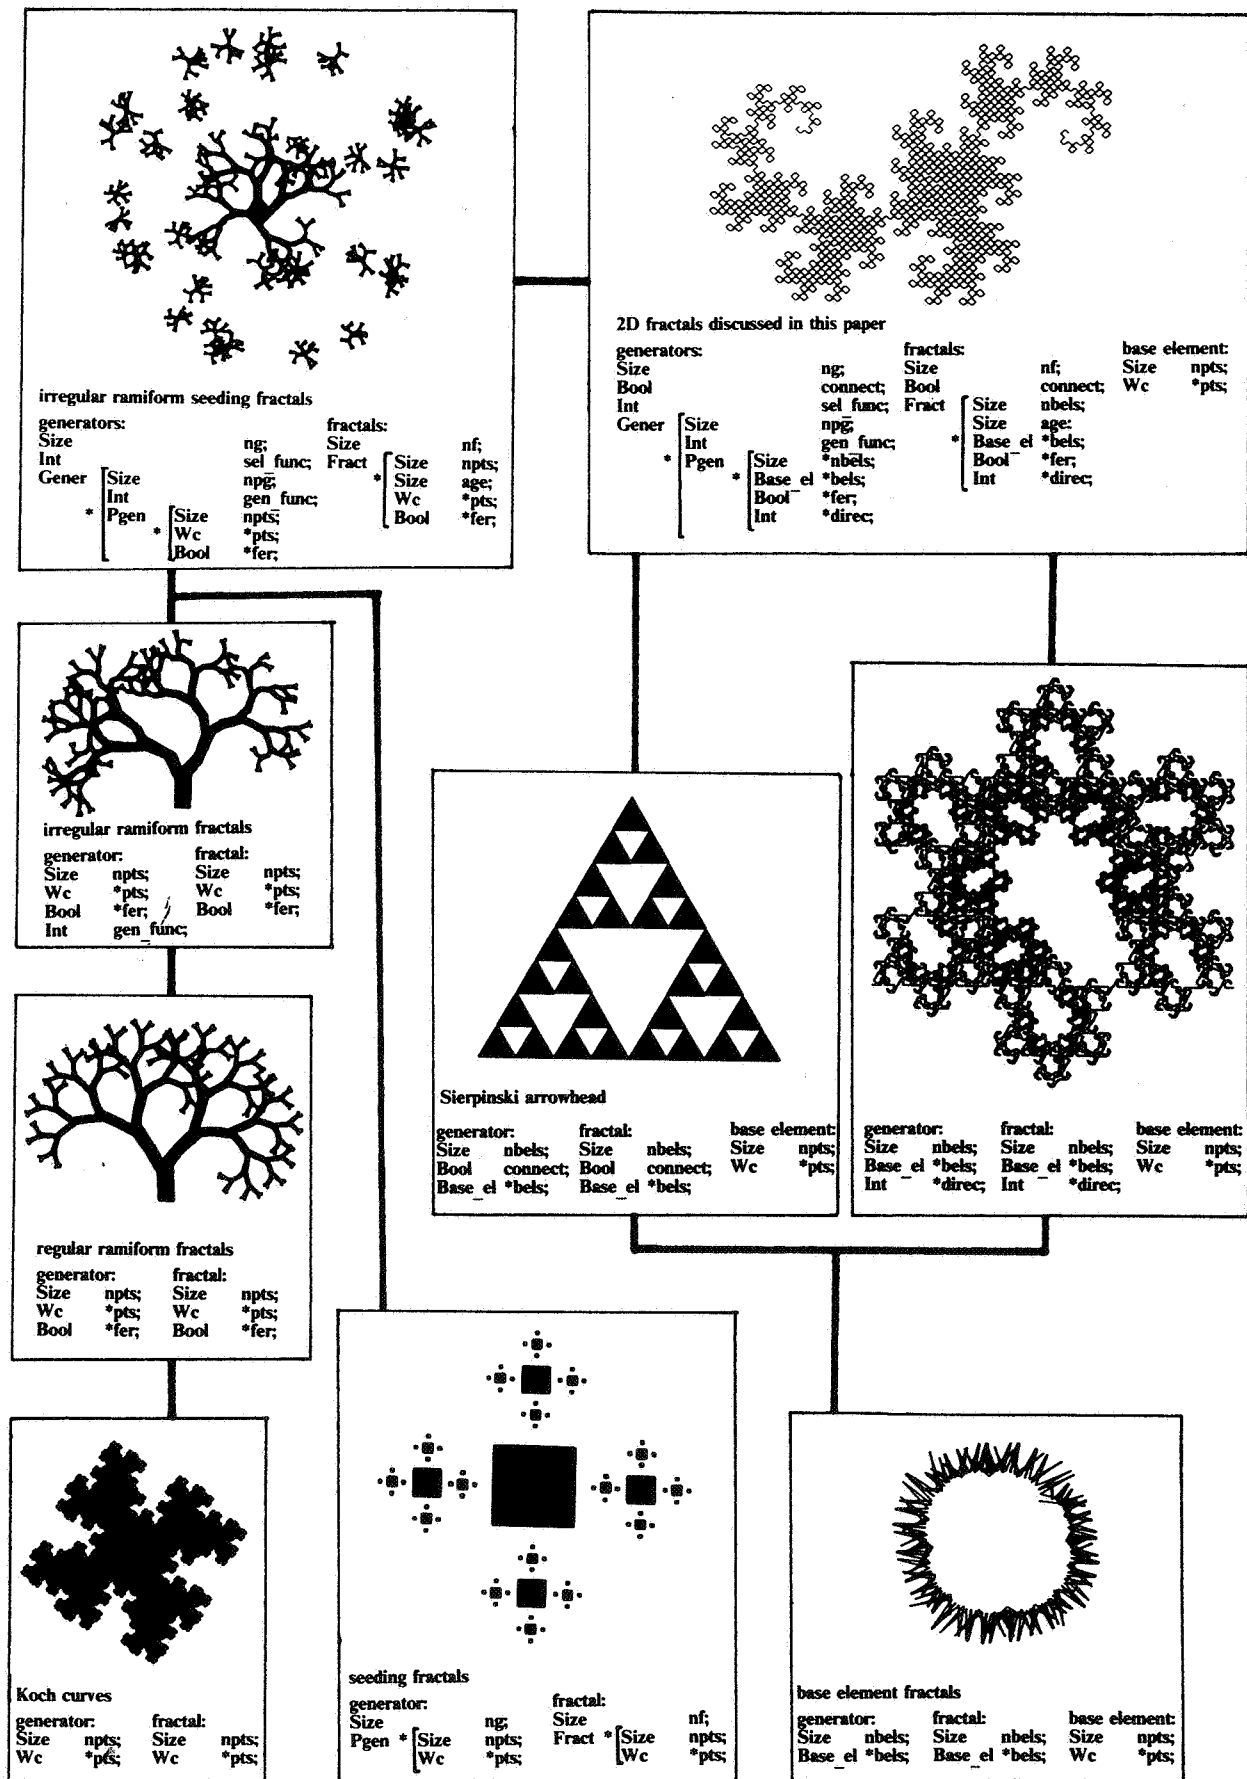 irregular ramiform seeding fractals
generators: fractals:
Size ng; Size nf;
Int sel_func; Fract Size npts;
Gener Size npg; * Size age;
Int gen_func; Wc *pts;
* Pgen Size npts; Bool *fer;
* Wc *pts;
Bool *fer;
2D fractals discussed in this paper
generators: fractals: base element:
Size ng; Size nf; Size npts;
Bool connect; Bool connect; Wc *pts;
Int sel_func; Fract Size nbels;
Gener Size npg; Size age:
Int gen_func; * Base_el *bels;
* Pgen Size *nbels; Bool *fer;
* Base_el *bels; Int *direc;
Bool *fer;
Int *direc;
irregular ramiform fractals
generator: fractal:
Size npts; Size npts;
Wc *pts; Wc *pts;
Bool *fer; Bool *fer;
Int gen_func;
regular ramiform fractals
generator: fractal:
Size npts; Size npts;
Wc *pts; Wc *pts;
Bool *fer; Bool *fer;
Sierpinski arrowhead
generator: fractal: base element:
Size nbels; Size nbels; Size npts;
Bool connect; Bool connect; Wc *pts;
Base_el *bels; Base_el *bels;
generator: fractal: base element:
Size nbels; Size nbels; Size npts;
Base_el *bels; Base_el *bels; Wc *pts;
Int *direc; Int *direc;
Koch curves
generator: fractal:
Size npts; Size npts;
Wc *pts; Wc *pts;
seeding fractals
generator: fractal:
Size ng; Size nf;
Pgen * Size npts; Fract * Size npts;
Wc *pts; Wc *pts;
base element fractals
generator: fractal: base element:
Size nbels; Size nbels; Size npts;
Base_el *bels; Base_el *bels; Wc *pts;